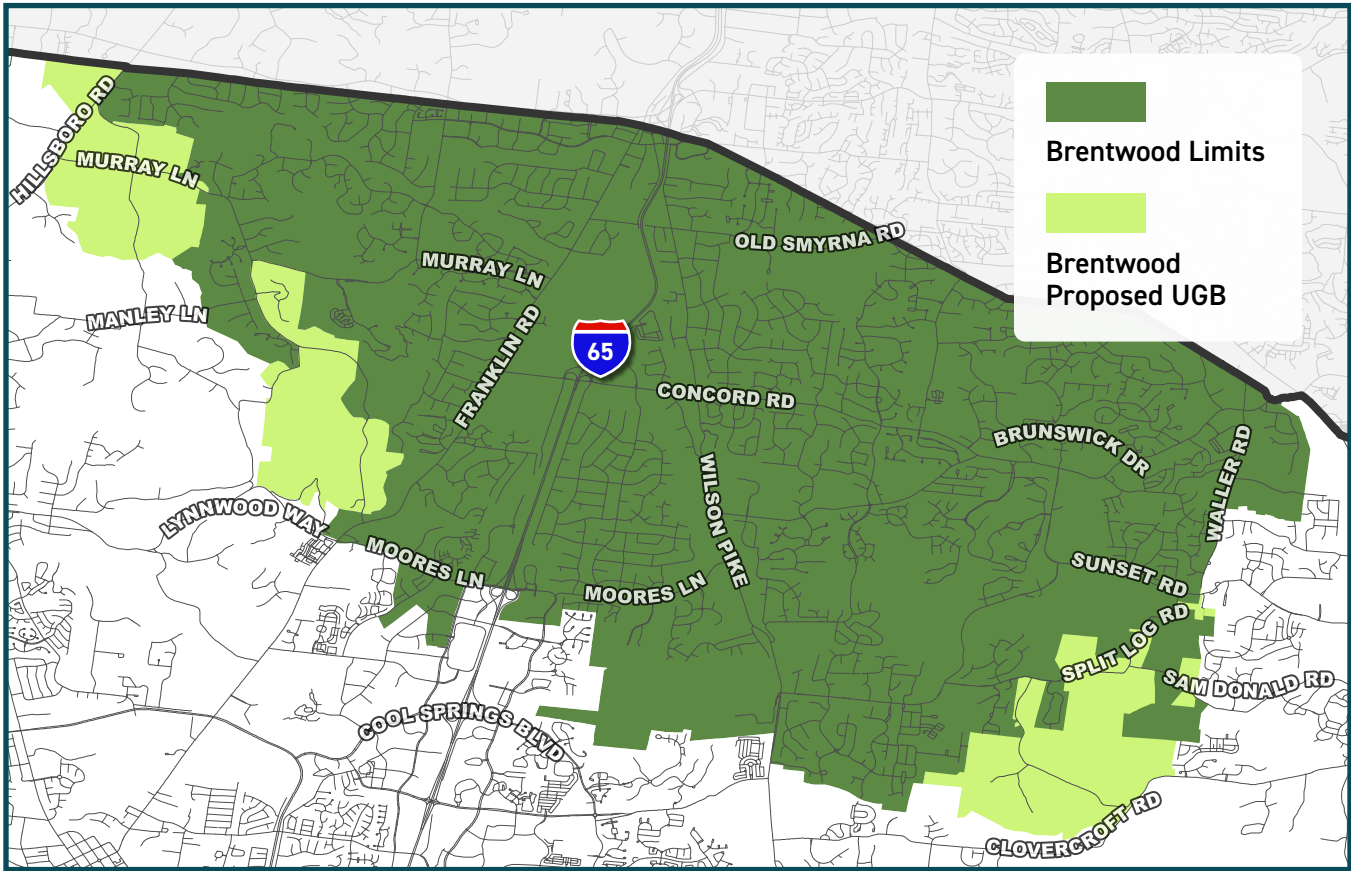 Brentwood Limits
Brentwood
Proposed UGB
HILLSBORO RD
MURRAY LN
OLD SMYRNA RD
MURRAY LN
MANLEY LN
FRANKLIN RD
65
CONCORD RD
BRUNSWICK DR
WALLER RD
WILSON PIKE
LYNNWOOD WAY
MOORES LN
MOORES LN
SUNSET RD
SPLIT LOG RD
SAM DONALD RD
COOL SPRINGS BLVD
CLOVERCROFT RD